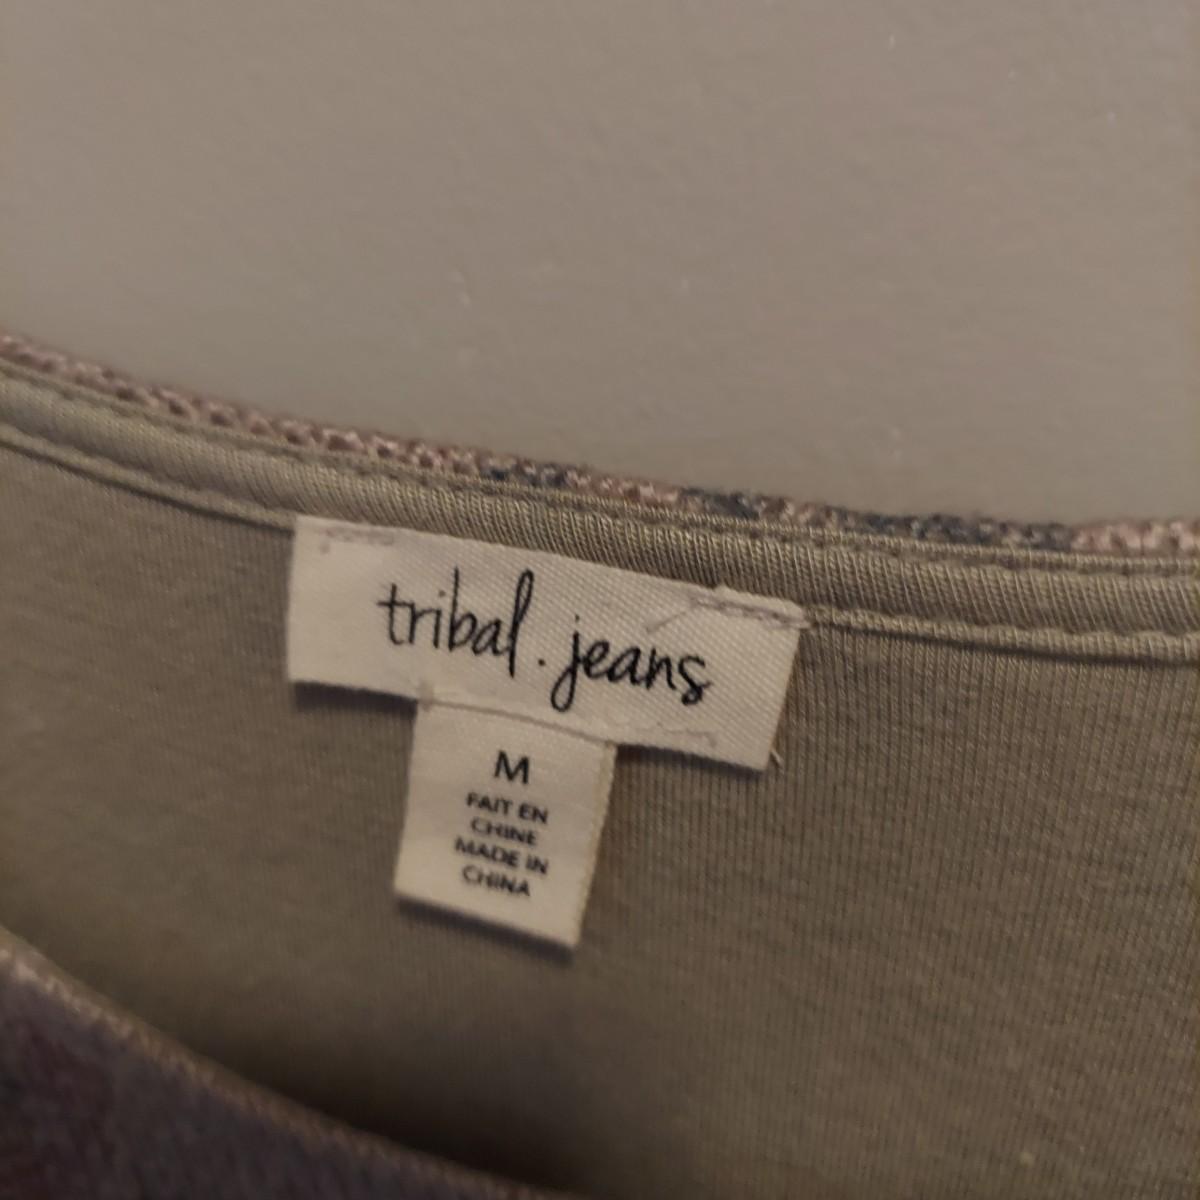 tribal.jeans
M
FAIT EN
CHINE
MADE IN
CHINA